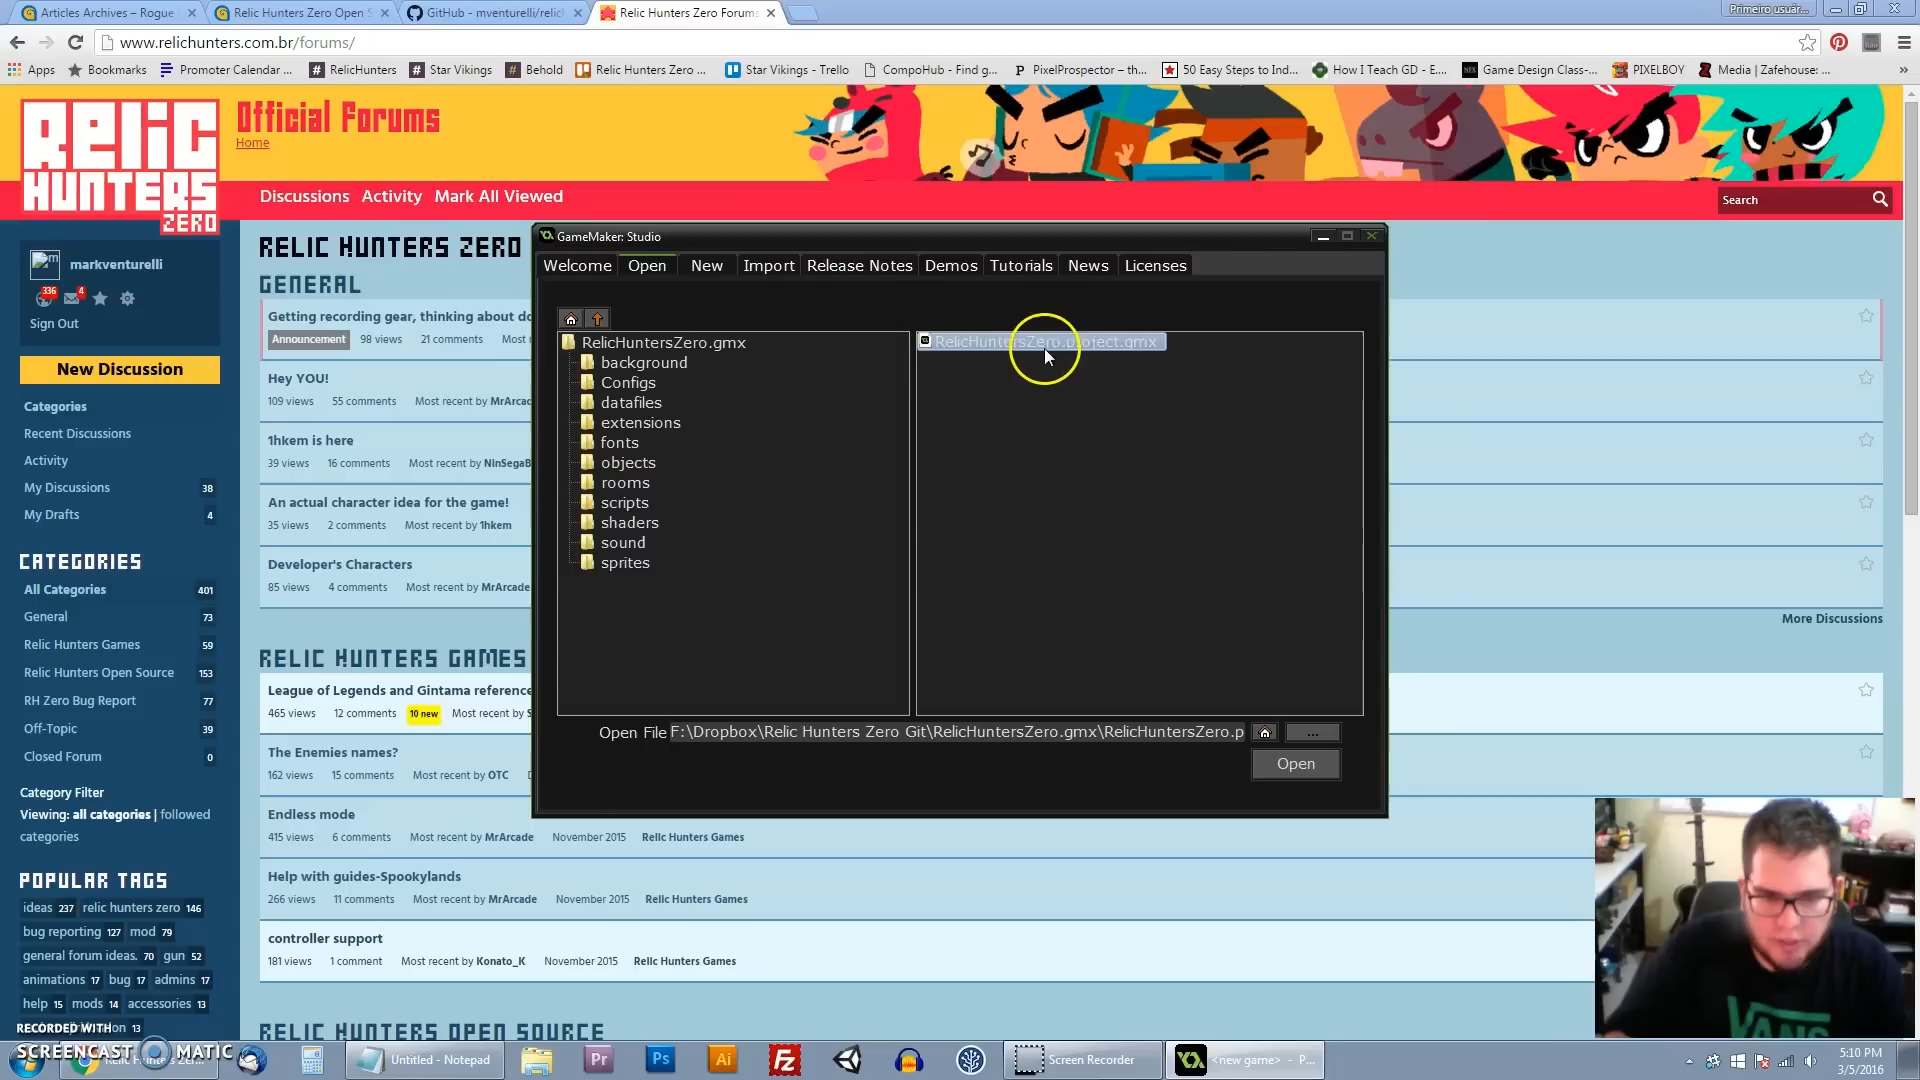 Articles Archives – Rogue
Relic Hunters Zero Open S
GitHub - mventurelli/relic
Relic Hunters Zero Forums
Primeiro usuár...
www.relichunters.com.br/forums/
Apps
Bookmarks
Promoter Calendar ...
RelicHunters
Star Vikings
Behold
Relic Hunters Zero ...
Star Vikings - Trello
CompoHub - Find g...
PixelProspector – th...
50 Easy Steps to Ind...
How I Teach GD - E...
Game Design Class-...
PIXELBOY
Media | Zafehouse: ...
Relic
HUNTERS
ZERO
Official Forums
Home
Discussions Activity Mark All Viewed
Search
markventurelli
336
4
Sign Out
New Discussion
Categories
Recent Discussions
Activity
My Discussions 38
My Drafts 4
CATEGORIES
All Categories 401
General 73
Relic Hunters Games 59
Relic Hunters Open Source 153
RH Zero Bug Report 77
Off-Topic 39
Closed Forum 0
Category Filter
Viewing: all categories | followed
categories
POPULAR TAGS
ideas 237 relic hunters zero 146
bug reporting 127 mod 79
general forum ideas. 70 gun 52
animations 17 bug 17 admins 17
help 15 mods 14 accessories 13
13
RELIC HUNTERS ZERO
GENERAL
Getting recording gear, thinking about do
Announcement 98 views 21 comments Most r
Hey YOU!
109 views 55 comments Most recent by MrArcad
1hkem is here
39 views 16 comments Most recent by NinSegaB
An actual character idea for the game!
35 views 2 comments Most recent by 1hkem
Developer's Characters
85 views 4 comments Most recent by MrArcade
More Discussions
RELIC HUNTERS GAMES
League of Legends and Gintama reference
465 views 12 comments 10 new Most recent by S
The Enemies names?
162 views 15 comments Most recent by OTC
Endless mode
415 views 6 comments Most recent by MrArcade November 2015 Relic Hunters Games
Help with guides-Spookylands
266 views 11 comments Most recent by MrArcade November 2015 Relic Hunters Games
controller support
181 views 1 comment Most recent by Konato_K November 2015 Relic Hunters Games
RELIC HUNTERS OPEN SOURCE
GameMaker: Studio
Welcome Open New Import Release Notes Demos Tutorials News Licenses
RelicHuntersZero.gmx
background
Configs
datafiles
extensions
fonts
objects
rooms
scripts
shaders
sound
sprites
RelicHuntersZero.project.gmx
Open File F:\Dropbox\Relic Hunters Zero Git\RelicHuntersZero.gmx\RelicHuntersZero.p
...
Open
VANS
RECORDED WITH
SCREENCAST MATIC
Untitled - Notepad
Pr
Ps
Ai
Fz
Screen Recorder
<new game> - P...
5:10 PM
3/5/2016